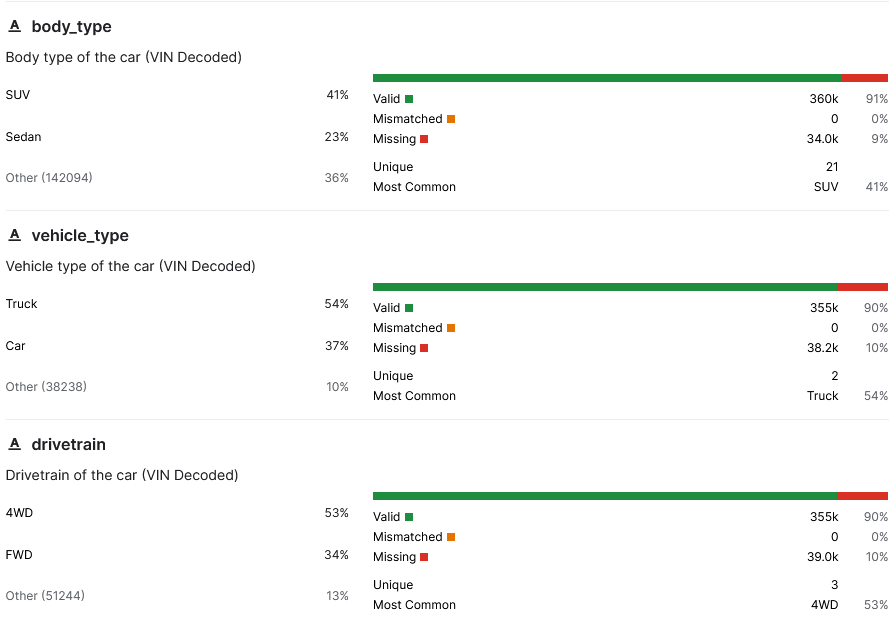 A body_type
Body type of the car (VIN Decoded)
SUV 41%
Sedan 23%
Other (142094) 36%
Valid 360k 91%
Mismatched 0 0%
Missing 34.0k 9%
Unique 21
Most Common SUV 41%
A vehicle_type
Vehicle type of the car (VIN Decoded)
Truck 54%
Car 37%
Other (38238) 10%
Valid 355k 90%
Mismatched 0 0%
Missing 38.2k 10%
Unique 2
Most Common Truck 54%
A drivetrain
Drivetrain of the car (VIN Decoded)
4WD 53%
FWD 34%
Other (51244) 13%
Valid 355k 90%
Mismatched 0 0%
Missing 39.0k 10%
Unique 3
Most Common 4WD 53%